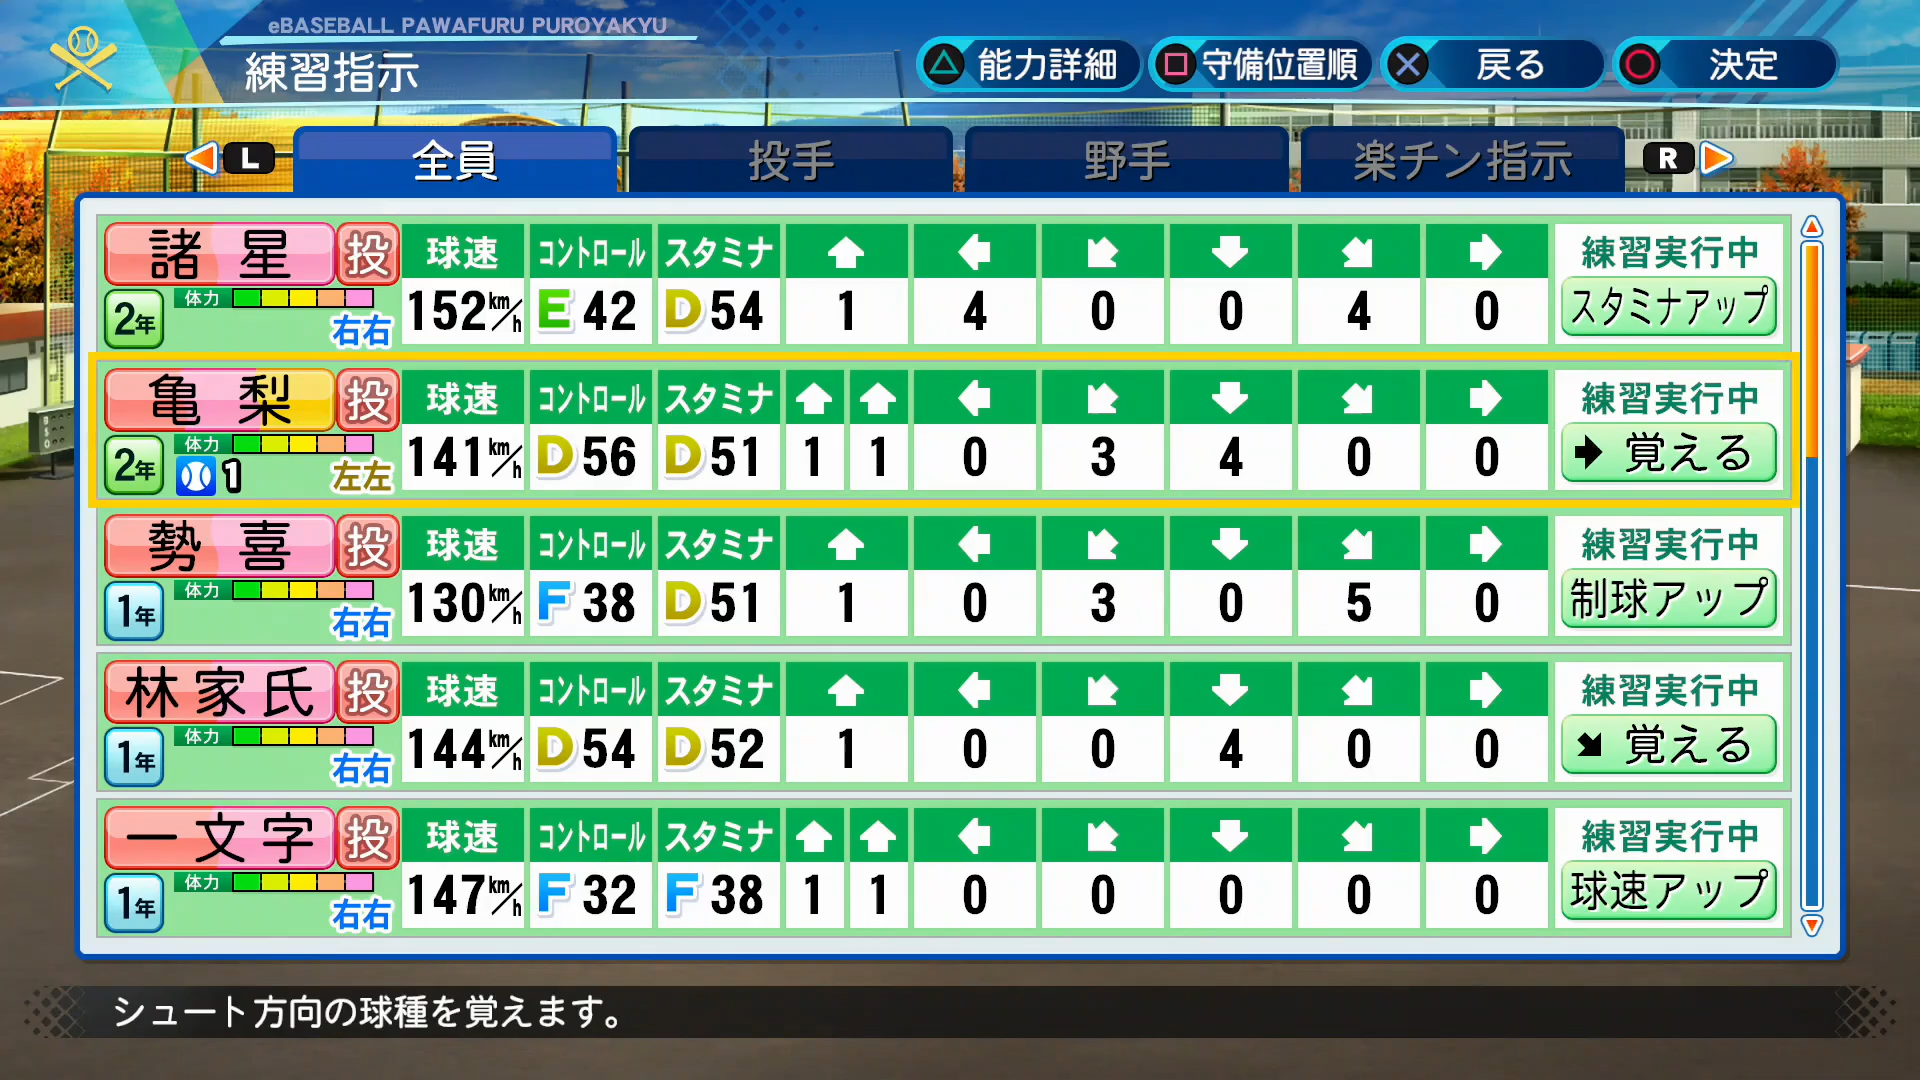 eBASEBALL PAWAFURU PUROYAKYU
練習指示
能力詳細 守備位置順 戻る 決定
L 全員 投手 野手 楽チン指示 R
諸星 投 球速 コントロール スタミナ 練習実行中
2年 体力 右右 152km/h E 42 D 54 1 4 0 0 4 0 スタミナアップ
亀梨 投 球速 コントロール スタミナ 練習実行中
2年 体力 1 左左 141km/h D 56 D 51 1 1 0 3 4 0 0 覚える
勢喜 投 球速 コントロール スタミナ 練習実行中
1年 体力 右右 130km/h F 38 D 51 1 0 3 0 5 0 制球アップ
林家氏 投 球速 コントロール スタミナ 練習実行中
1年 体力 右右 144km/h D 54 D 52 1 0 0 4 0 0 覚える
一文字 投 球速 コントロール スタミナ 練習実行中
1年 体力 右右 147km/h F 32 F 38 1 1 0 0 0 0 0 球速アップ
シュート方向の球種を覚えます。